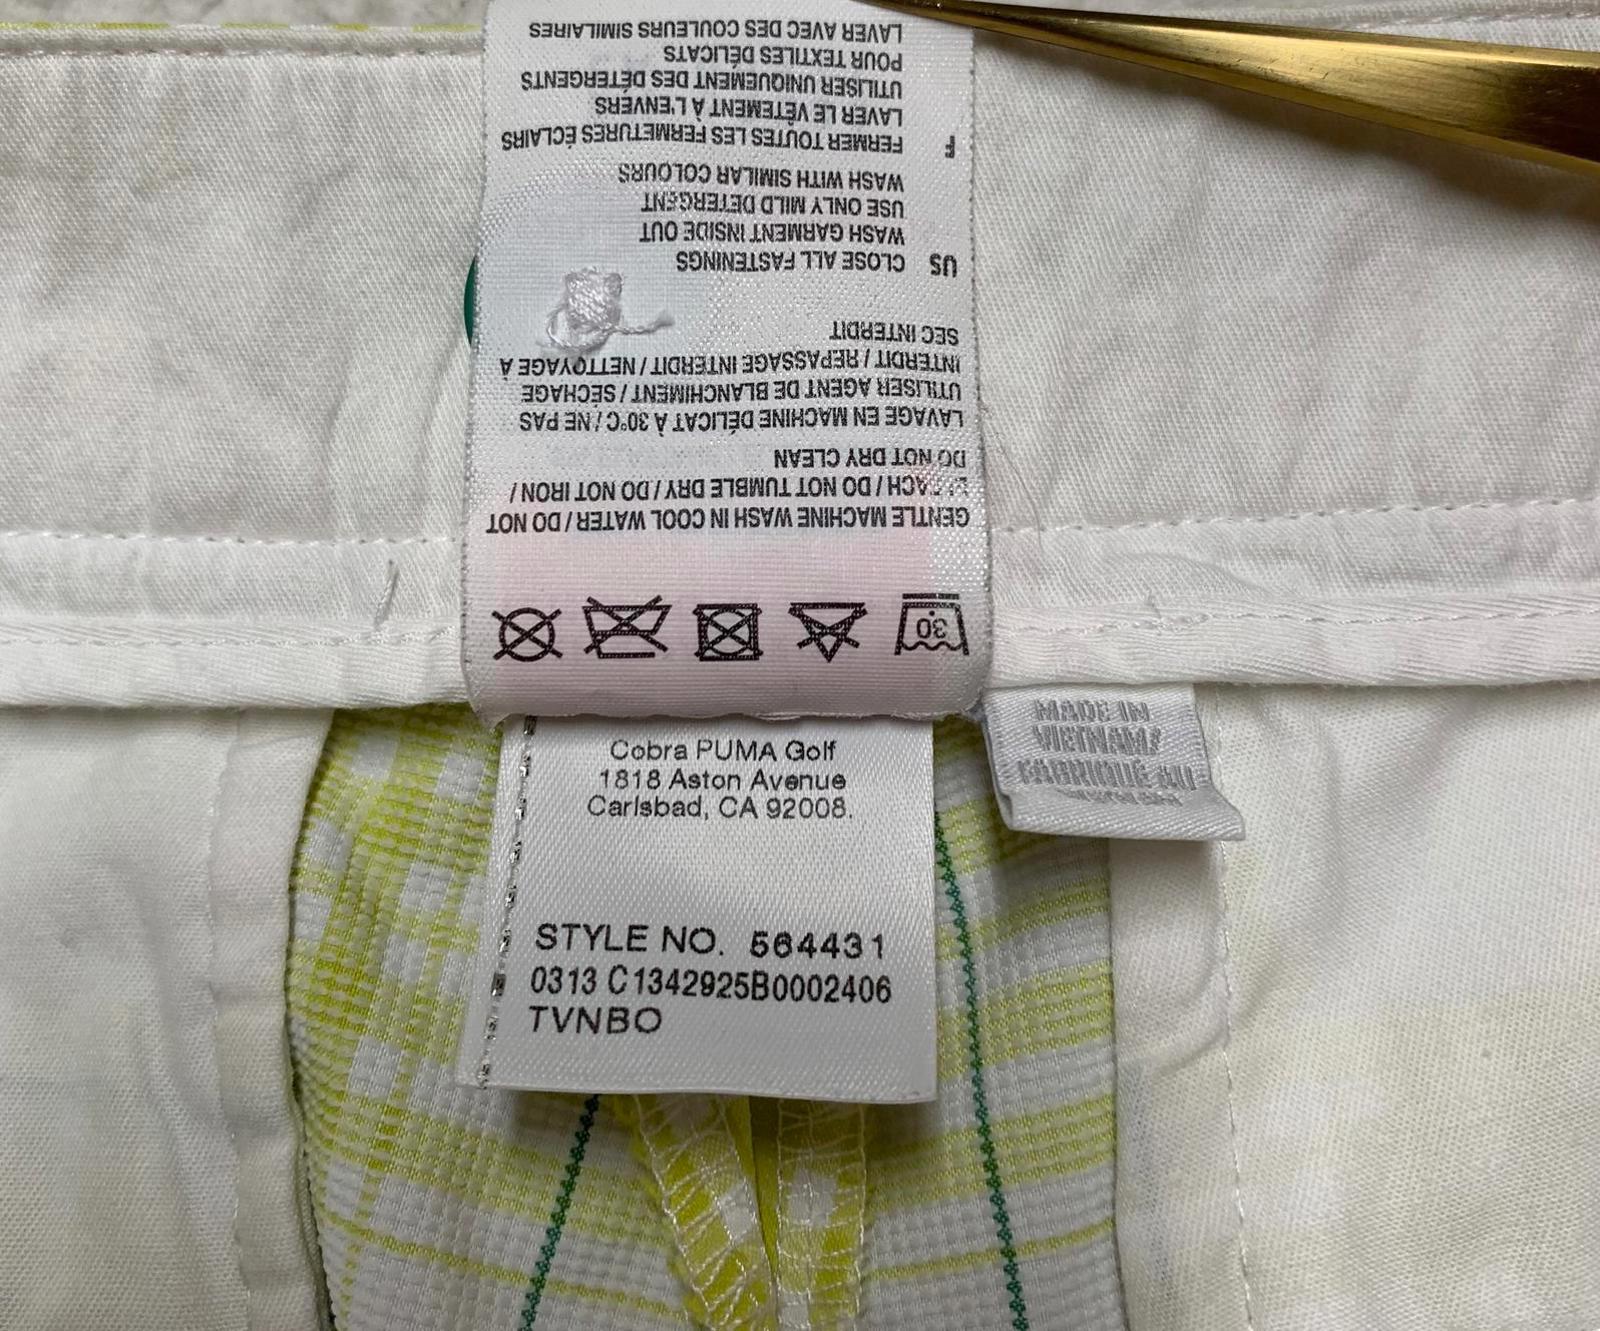 GENTLE MACHINE WASH IN COOL WATER / DO NOT
BLEACH / DO NOT TUMBLE DRY / DO NOT IRON /
DO NOT DRY CLEAN
LAVAGE EN MACHINE DÉLICAT À 30°C / NE PAS
UTILISER AGENT DE BLANCHIMENT / SÉCHAGE
INTERDIT / REPASSAGE INTERDIT / NETTOYAGE À
SEC INTERDIT
US CLOSE ALL FASTENINGS
WASH GARMENT INSIDE OUT
USE ONLY MILD DETERGENT
WASH WITH SIMILAR COLOURS
F FERMER TOUTES LES FERMETURES ÉCLAIRS
LAVER LE VÊTEMENT À L'ENVERS
UTILISER UNIQUEMENT DES DÉTERGENTS
POUR TEXTILES DÉLICATS
LAVER AVEC DES COULEURS SIMILAIRES
30
MADE IN
VIETNAM/
FABRIQUÉ AU
Cobra PUMA Golf
1818 Aston Avenue
Carlsbad, CA 92008.
STYLE NO. 564431
0313 C1342925B0002406
TVNBO